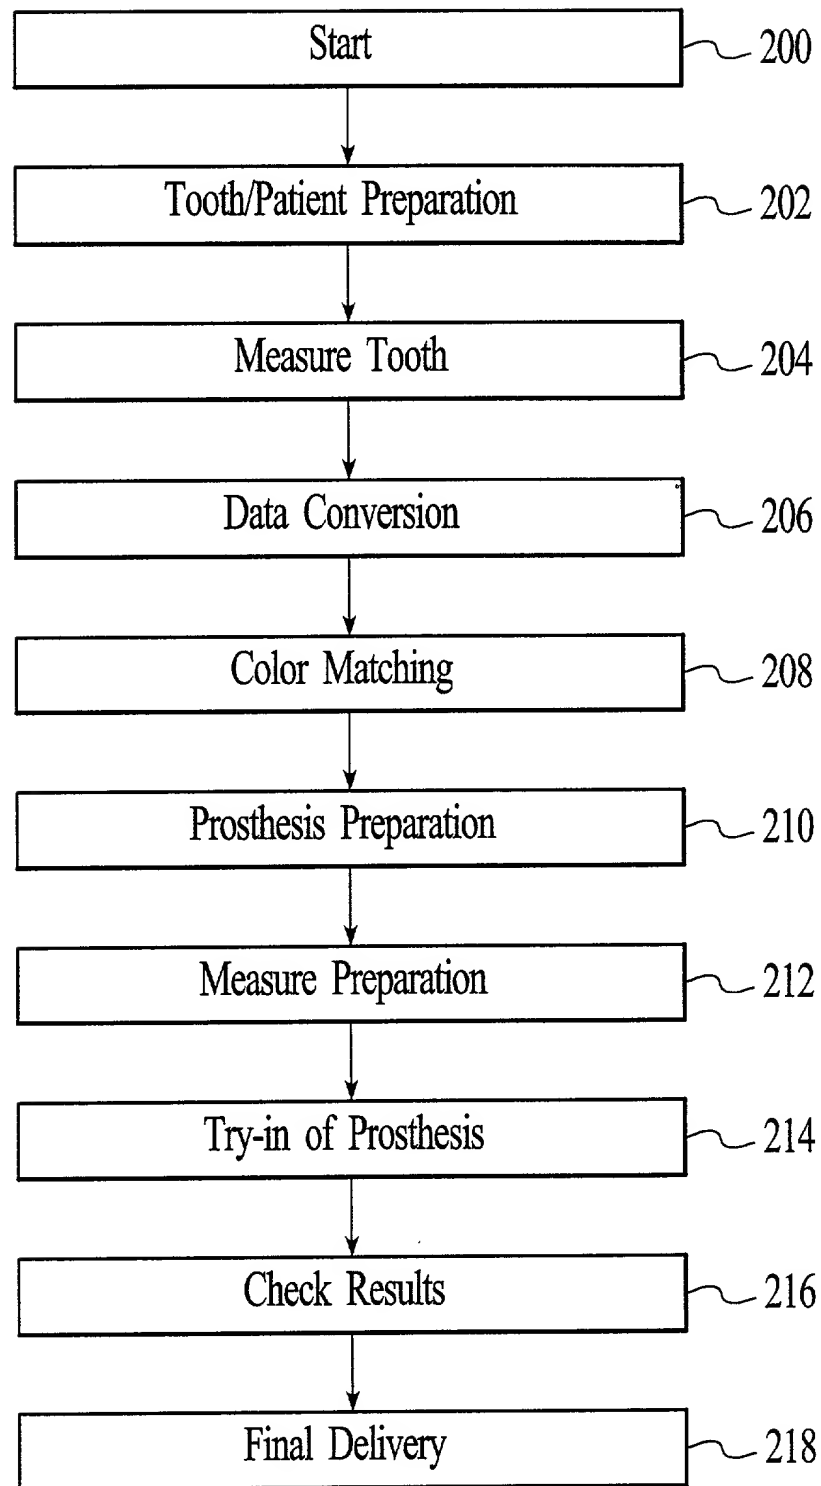 Start 200
Tooth/Patient Preparation 202
Measure Tooth 204
Data Conversion 206
Color Matching 208
Prosthesis Preparation 210
Measure Preparation 212
Try-in of Prosthesis 214
Check Results 216
Final Delivery 218